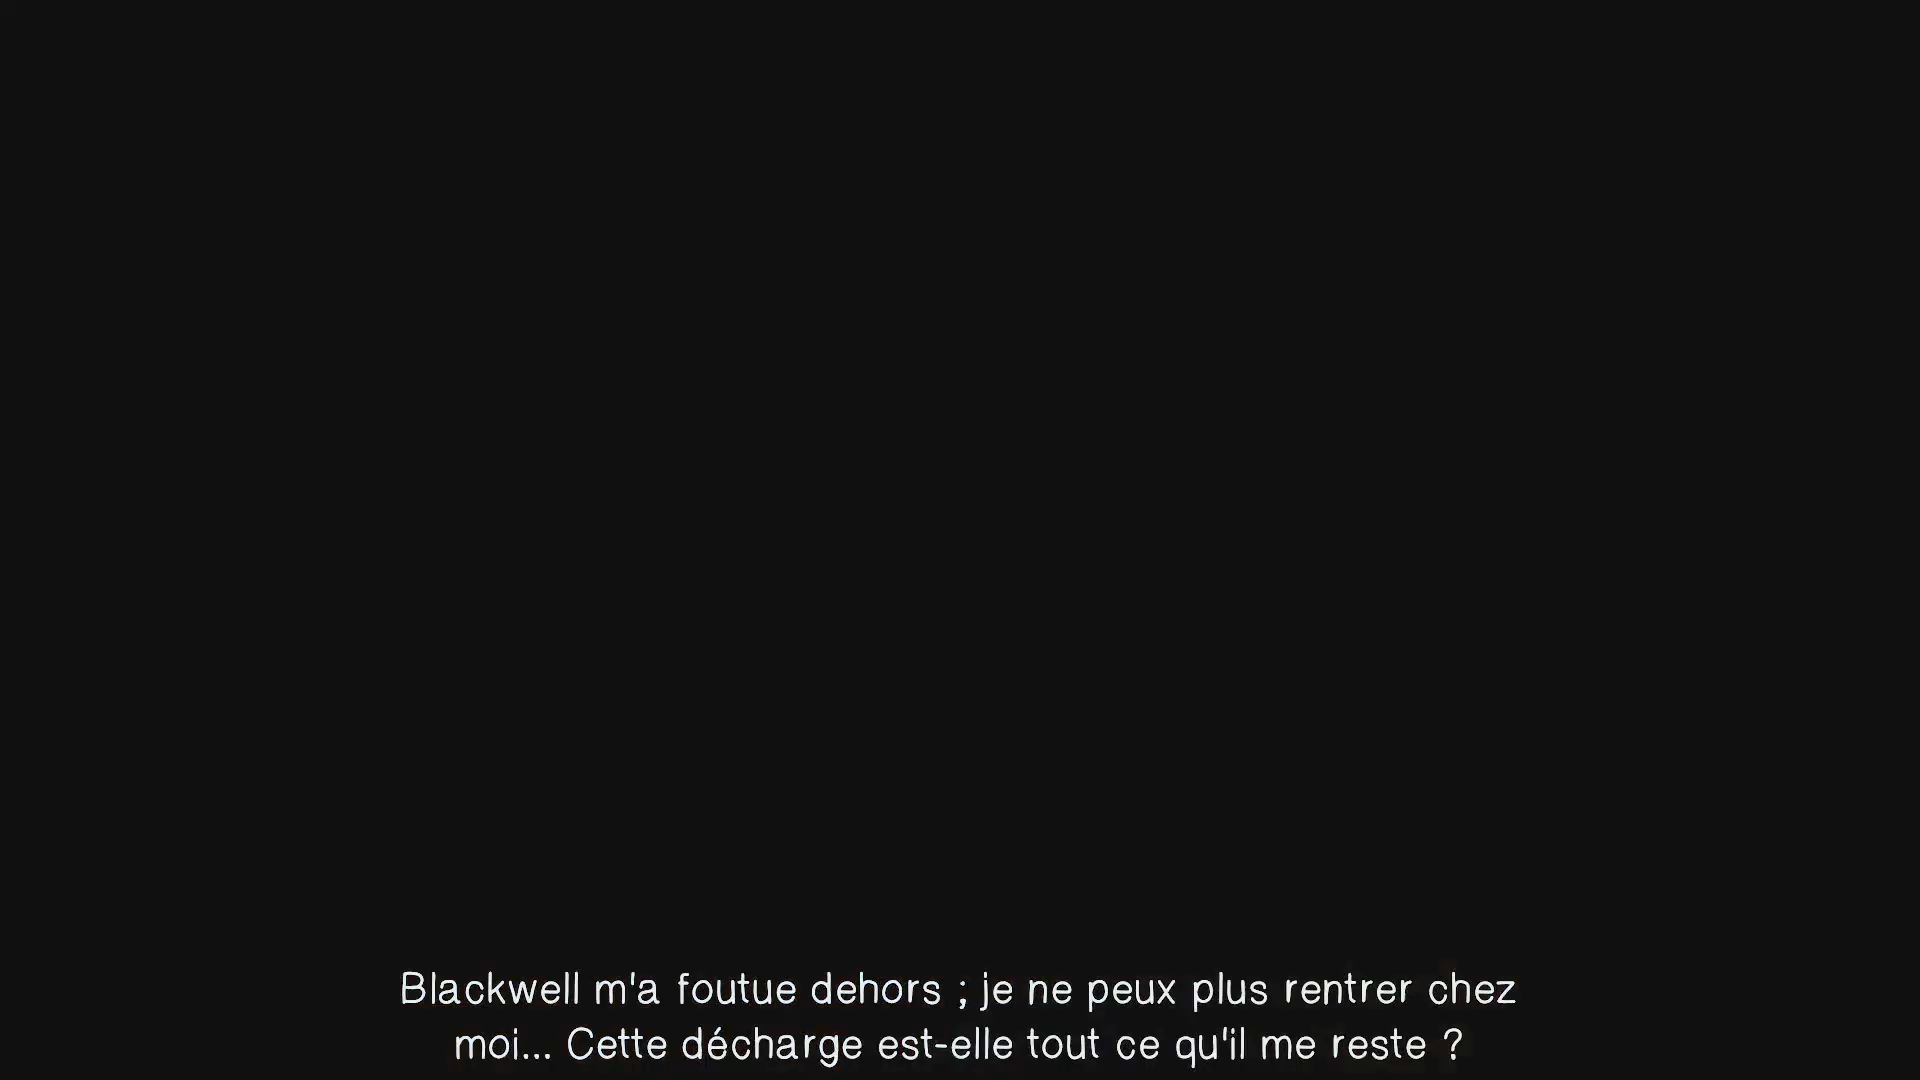 Blackwell m'a foutue dehors ; je ne peux plus rentrer chez
moi... Cette décharge est-elle tout ce qu'il me reste ?